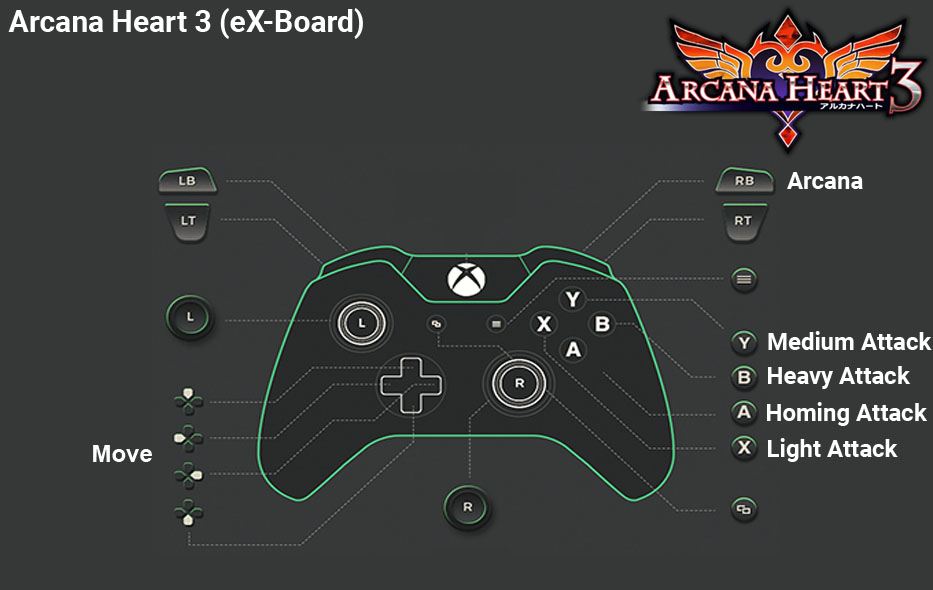 Arcana Heart 3 (eX-Board)
ARCANA HEART 3
アルカナハート
LB
RB
Arcana
LT
RT
Y
L
L
X
B
Y
Medium Attack
A
B
Heavy Attack
R
A
Homing Attack
Move
X
Light Attack
R